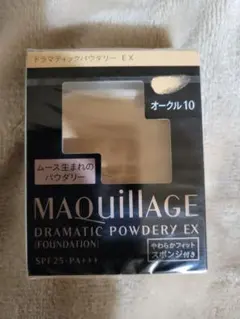 ドラマティックパウダリー EX
オークル10
ムース生まれの
パウダリー
MAQuillAGE
DRAMATIC POWDERY EX
(FOUNDATION)
SPF25・PA+++
やわらかフィット
スポンジ付き